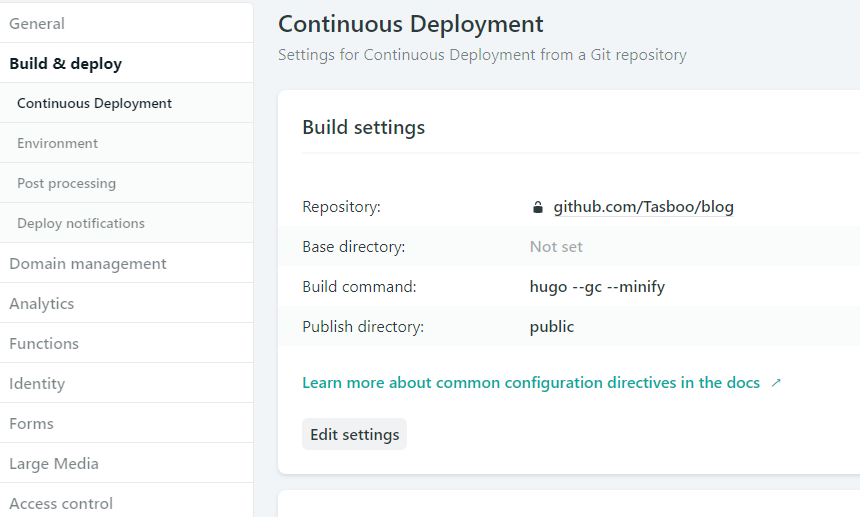 General
Build & deploy
Continuous Deployment
Environment
Post processing
Deploy notifications
Domain management
Analytics
Functions
Identity
Forms
Large Media
Access control
Continuous Deployment
Settings for Continuous Deployment from a Git repository
Build settings
Repository: github.com/Tasboo/blog
Base directory: Not set
Build command: hugo --gc --minify
Publish directory: public
Learn more about common configuration directives in the docs ↗
Edit settings